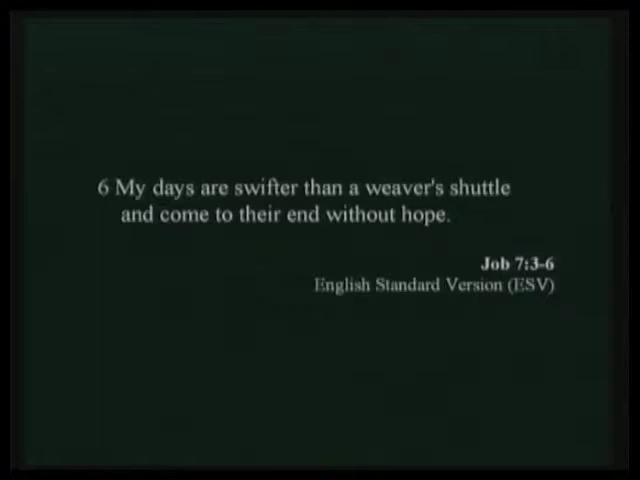 6 My days are swifter than a weaver's shuttle
and come to their end without hope.
Job 7:3-6
English Standard Version (ESV)